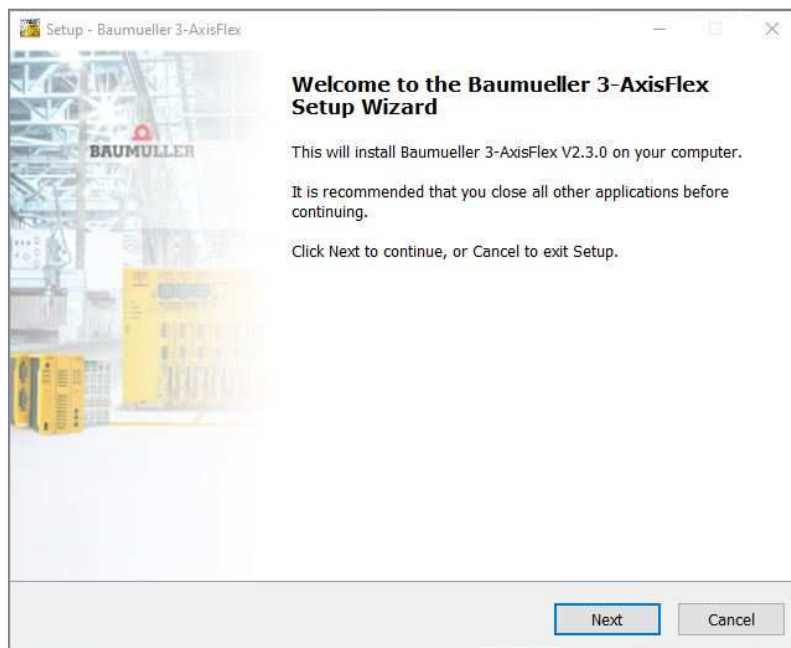 Setup - Baumueller 3-AxisFlex
BAUMÜLLER
Welcome to the Baumueller 3-AxisFlex
Setup Wizard
This will install Baumueller 3-AxisFlex V2.3.0 on your computer.
It is recommended that you close all other applications before
continuing.
Click Next to continue, or Cancel to exit Setup.
Next
Cancel